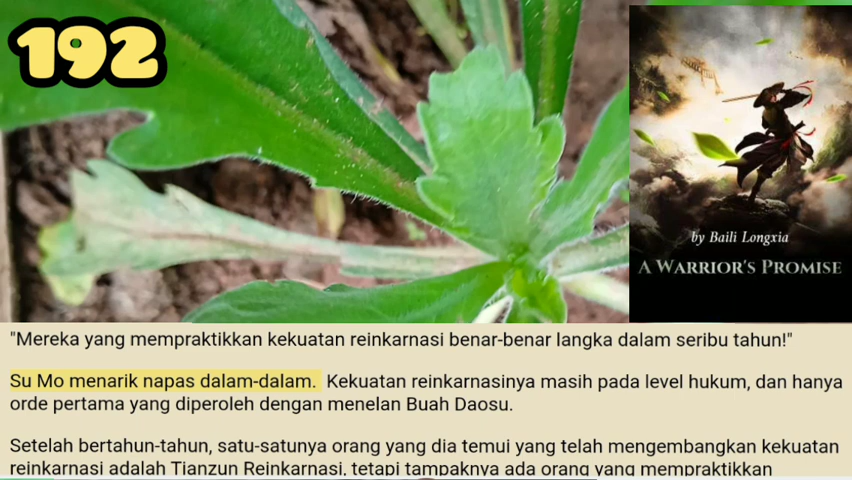 192
by Baili Longxia
A WARRIOR'S PROMISE
"Mereka yang mempraktikkan kekuatan reinkarnasi benar-benar langka dalam seribu tahun!"
Su Mo menarik napas dalam-dalam. Kekuatan reinkarnasinya masih pada level hukum, dan hanya
orde pertama yang diperoleh dengan menelan Buah Daosu.
Setelah bertahun-tahun, satu-satunya orang yang dia temui yang telah mengembangkan kekuatan
reinkarnasi adalah Tianzun Reinkarnasi, tetapi tampaknya ada orang yang mempraktikkan